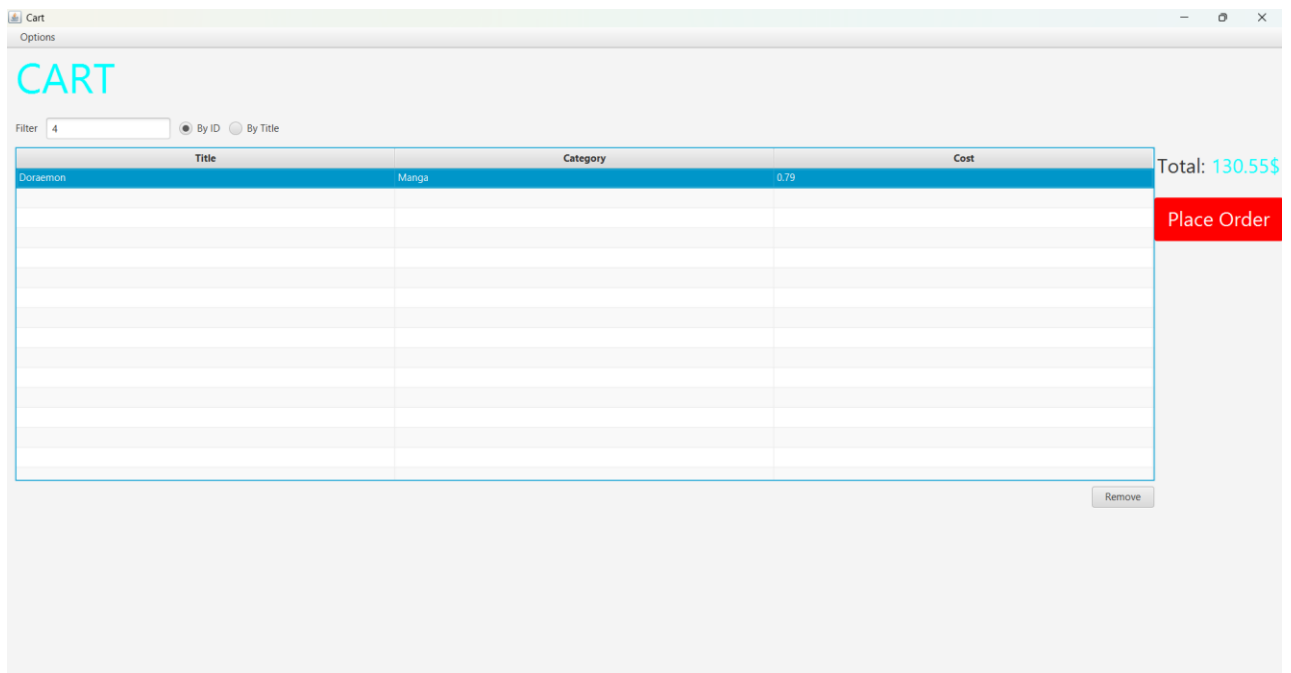 Cart
Options
CART
Filter 4 By ID By Title
Title Category Cost
Doraemon Manga 0.79
Total: 130.55$
Place Order
Remove